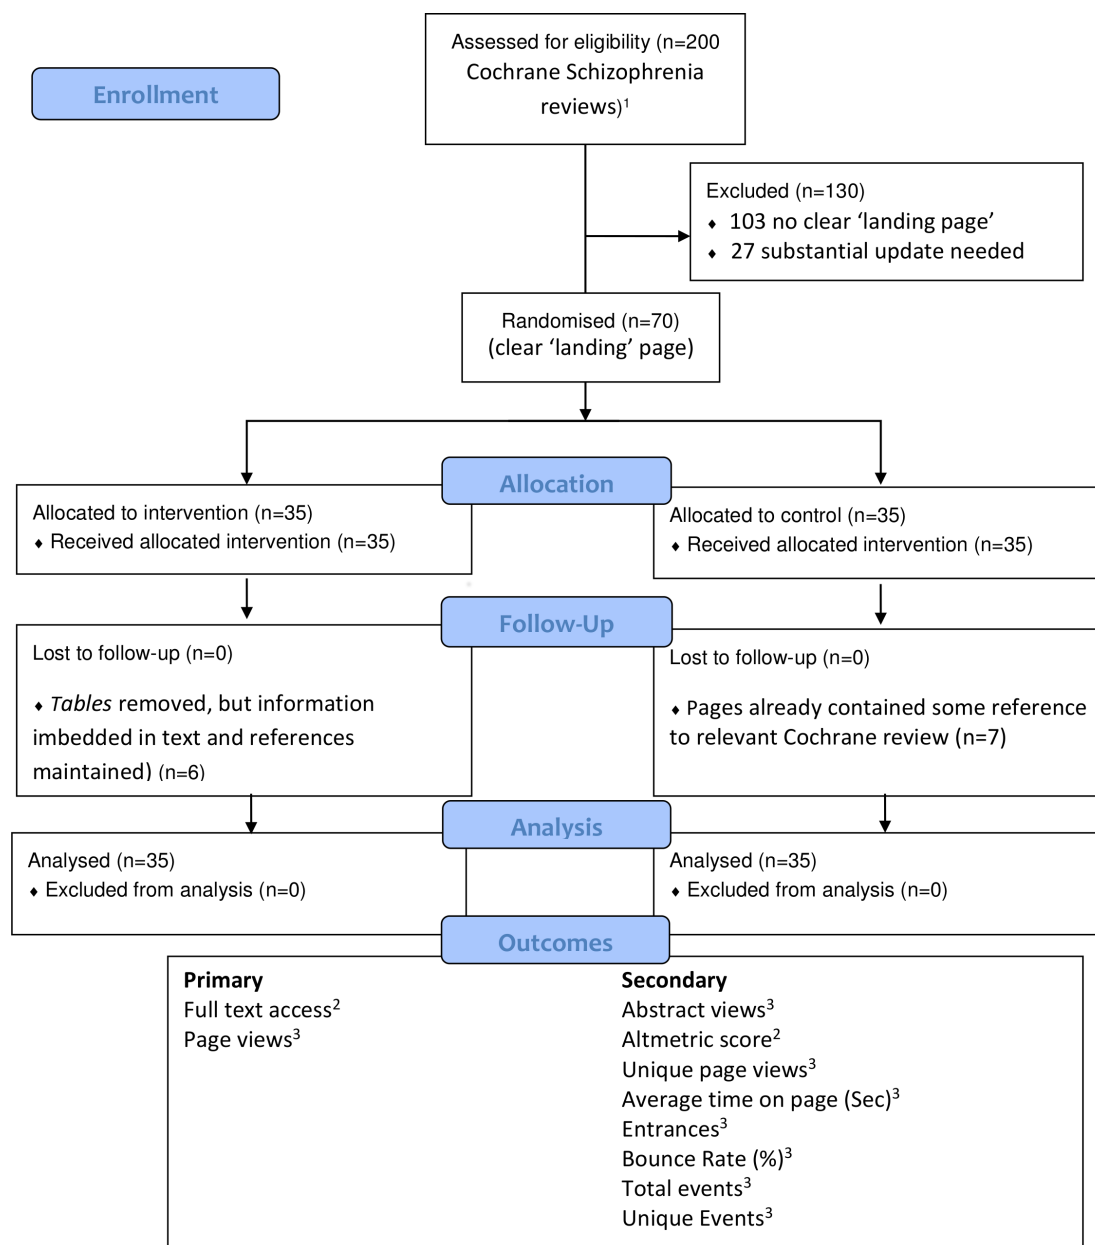 Assessed for eligibility (n=200
Cochrane Schizophrenia
reviews)¹
Enrollment
Excluded (n=130)
♦ 103 no clear ‘landing page’
♦ 27 substantial update needed
Randomised (n=70)
(clear ‘landing’ page)
Allocation
Allocated to intervention (n=35)
♦ Received allocated intervention (n=35)
Allocated to control (n=35)
♦ Received allocated intervention (n=35)
Follow-Up
Lost to follow-up (n=0)
♦ Tables removed, but information
imbedded in text and references
maintained) (n=6)
Lost to follow-up (n=0)
♦ Pages already contained some reference
to relevant Cochrane review (n=7)
Analysis
Analysed (n=35)
♦ Excluded from analysis (n=0)
Analysed (n=35)
♦ Excluded from analysis (n=0)
Outcomes
Primary
Full text access²
Page views³
Secondary
Abstract views³
Altmetric score²
Unique page views³
Average time on page (Sec)³
Entrances³
Bounce Rate (%)³
Total events³
Unique Events³